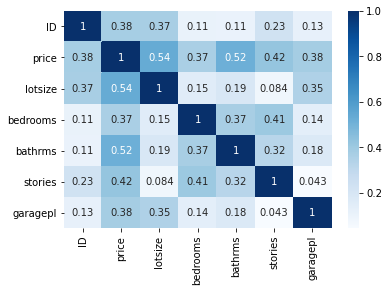 ID 1 0.38 0.37 0.11 0.11 0.23 0.13
price 0.38 1 0.54 0.37 0.52 0.42 0.38
lotsize 0.37 0.54 1 0.15 0.19 0.084 0.35
bedrooms 0.11 0.37 0.15 1 0.37 0.41 0.14
bathrms 0.11 0.52 0.19 0.37 1 0.32 0.18
stories 0.23 0.42 0.084 0.41 0.32 1 0.043
garagepl 0.13 0.38 0.35 0.14 0.18 0.043 1
ID price lotsize bedrooms bathrms stories garagepl
1.0
0.8
0.6
0.4
0.2